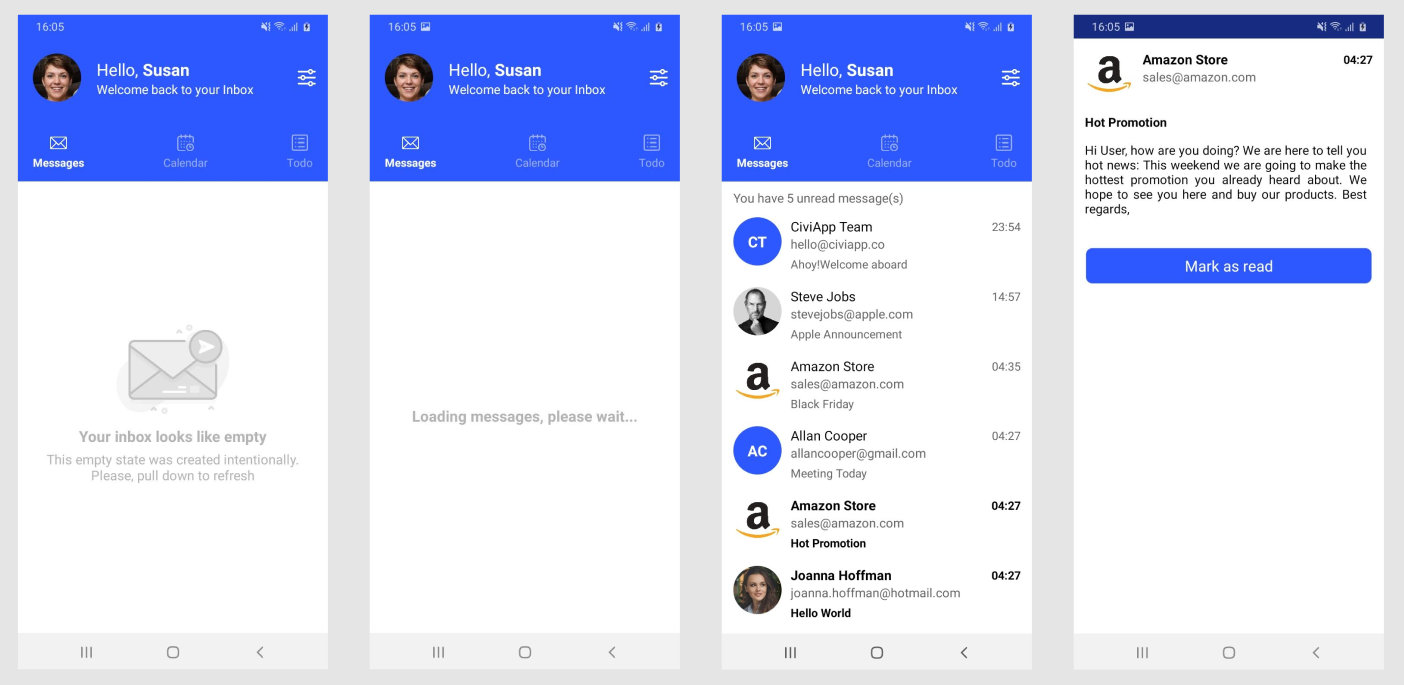 16:05
Hello, Susan
Welcome back to your Inbox
Messages
Calendar
Todo
Your inbox looks like empty
This empty state was created intentionally.
Please, pull down to refresh
16:05
Hello, Susan
Welcome back to your Inbox
Messages
Calendar
Todo
Loading messages, please wait...
16:05
Hello, Susan
Welcome back to your Inbox
Messages
Calendar
Todo
You have 5 unread message(s)
CT
CiviApp Team
23:54
hello@civiapp.co
Ahoy!Welcome aboard
Steve Jobs
14:57
stevejobs@apple.com
Apple Announcement
a
Amazon Store
04:35
sales@amazon.com
Black Friday
AC
Allan Cooper
04:27
allancooper@gmail.com
Meeting Today
a
Amazon Store
04:27
sales@amazon.com
Hot Promotion
Joanna Hoffman
04:27
joanna.hoffman@hotmail.com
Hello World
16:05
a
Amazon Store
04:27
sales@amazon.com
Hot Promotion
Hi User, how are you doing? We are here to tell you
hot news: This weekend we are going to make the
hottest promotion you already heard about. We
hope to see you here and buy our products. Best
regards,
Mark as read